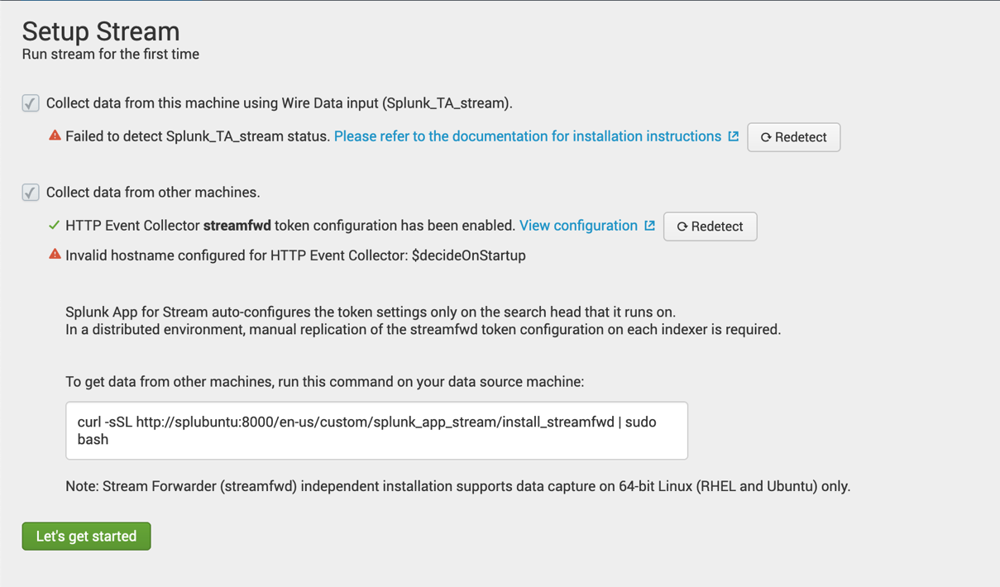 Setup Stream
Run stream for the first time
Collect data from this machine using Wire Data input (Splunk_TA_stream).
Failed to detect Splunk_TA_stream status. Please refer to the documentation for installation instructions Redetect
Collect data from other machines.
HTTP Event Collector streamfwd token configuration has been enabled. View configuration Redetect
Invalid hostname configured for HTTP Event Collector: $decideOnStartup
Splunk App for Stream auto-configures the token settings only on the search head that it runs on.
In a distributed environment, manual replication of the streamfwd token configuration on each indexer is required.
To get data from other machines, run this command on your data source machine:
curl -sSL http://splubuntu:8000/en-us/custom/splunk_app_stream/install_streamfwd | sudo
bash
Note: Stream Forwarder (streamfwd) independent installation supports data capture on 64-bit Linux (RHEL and Ubuntu) only.
Let's get started